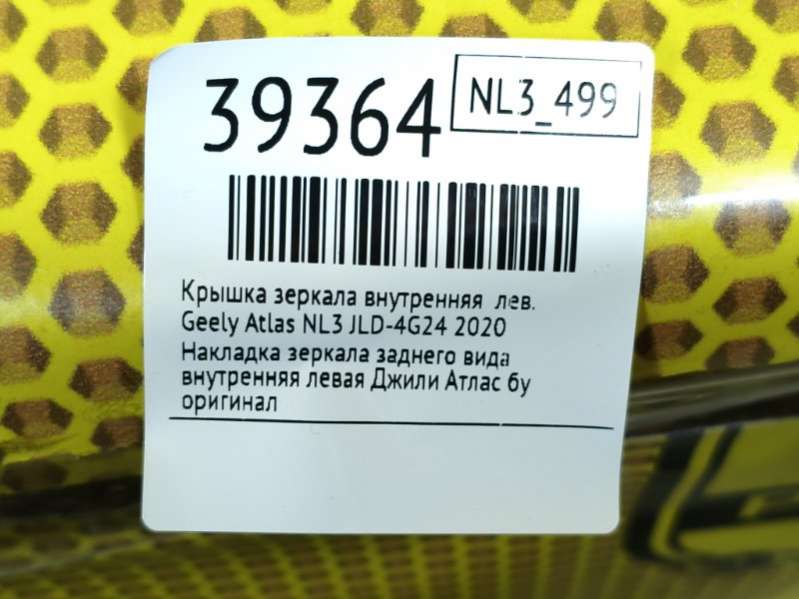 39364
NL3_499
Крышка зеркала внутренняя лев.
Geely Atlas NL3 JLD-4G24 2020
Накладка зеркала заднего вида
внутренняя левая Джили Атлас бу
оригинал